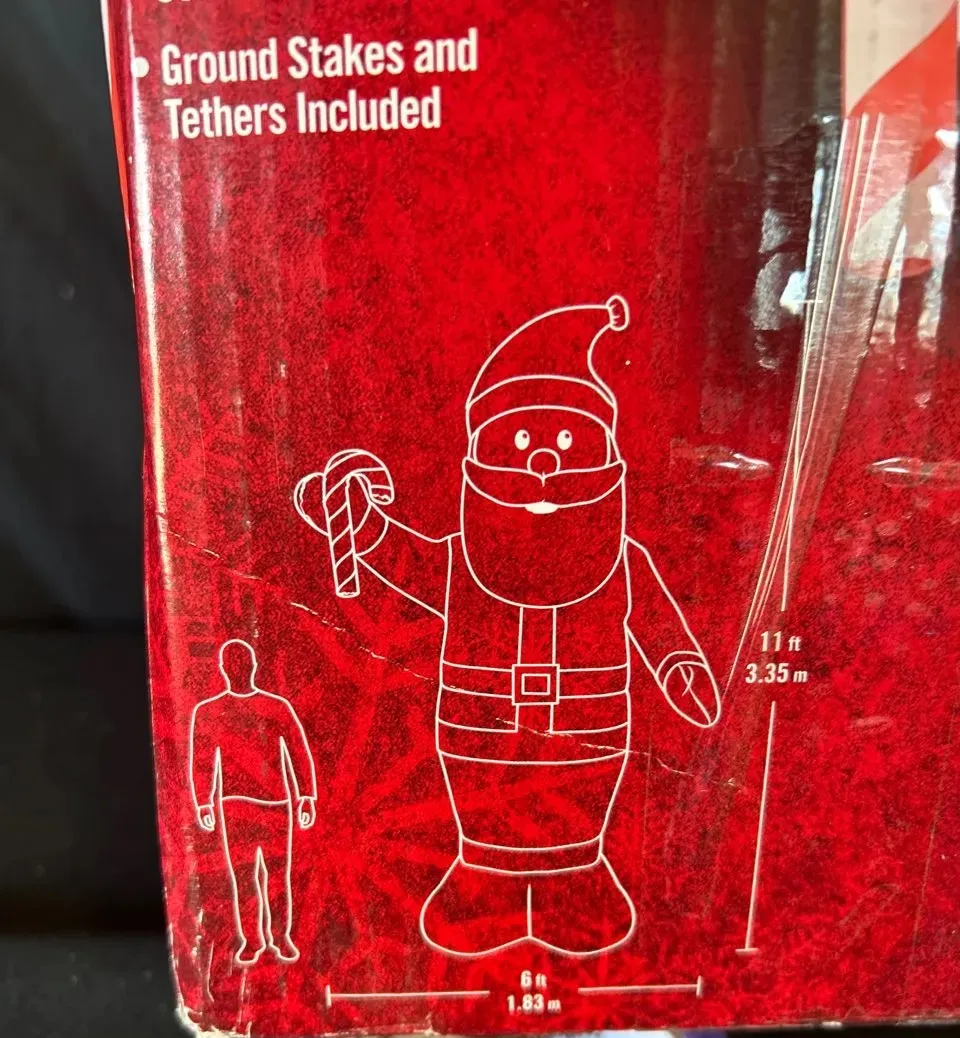 • Ground Stakes and
Tethers Included
11 ft
3.35 m
6 ft
1.83 m